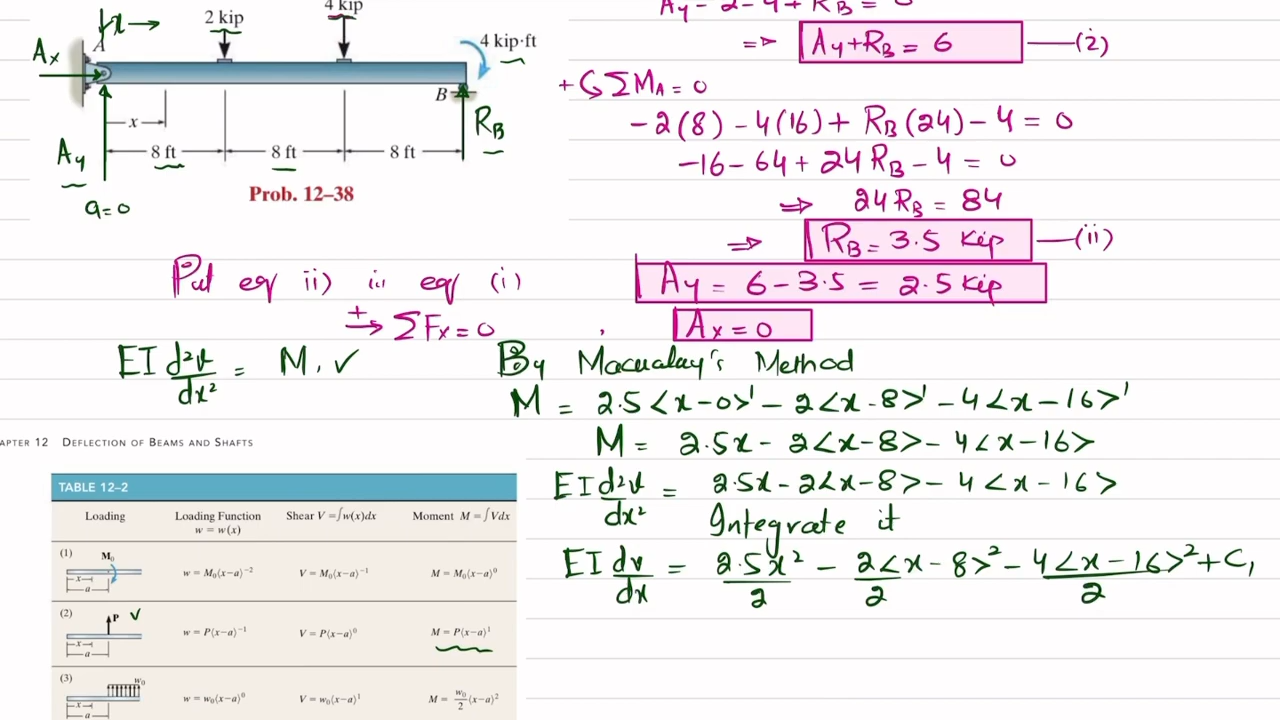 Ay - 2 - 4 + RB = 0
4 kip
x →
2 kip
=> Ay + RB = 6 —(i)
A
Ax
4 kip·ft
+ ΣMA = 0
B
-2(8) - 4(16) + RB(24) - 4 = 0
x
RB
Ay
8 ft 8 ft 8 ft
-16 - 64 + 24RB - 4 = 0
Prob. 12–38
=> 24RB = 84
a=0
=> RB = 3.5 Kip —(ii)
Put eq ii) in eq (i)
Ay = 6 - 3.5 = 2.5 Kip
+→ ΣFx = 0 , Ax = 0
EI d²v/dx² = M. ✓
By Macualay's Method
M = 2.5<x-0>¹ - 2<x-8>¹ - 4<x-16>¹
M = 2.5x - 2<x-8> - 4<x-16>
EI d²v/dx² = 2.5x - 2<x-8> - 4<x-16>
Integrate it
EI dv/dx = 2.5x²/2 - 2<x-8>²/2 - 4<x-16>²/2 + C₁
APTER 12 DEFLECTION OF BEAMS AND SHAFTS
TABLE 12–2
Loading Loading Function w = w(x) Shear V = ∫w(x)dx Moment M = ∫Vdx
(1) M₀ x a w = M₀⟨x−a⟩⁻² V = M₀⟨x−a⟩⁻¹ M = M₀⟨x−a⟩⁰
(2) P ✓ x a w = P⟨x−a⟩⁻¹ V = P⟨x−a⟩⁰ M = P⟨x−a⟩¹
(3) w₀ x a w = w₀⟨x−a⟩⁰ V = w₀⟨x−a⟩¹ M = w₀/2⟨x−a⟩²